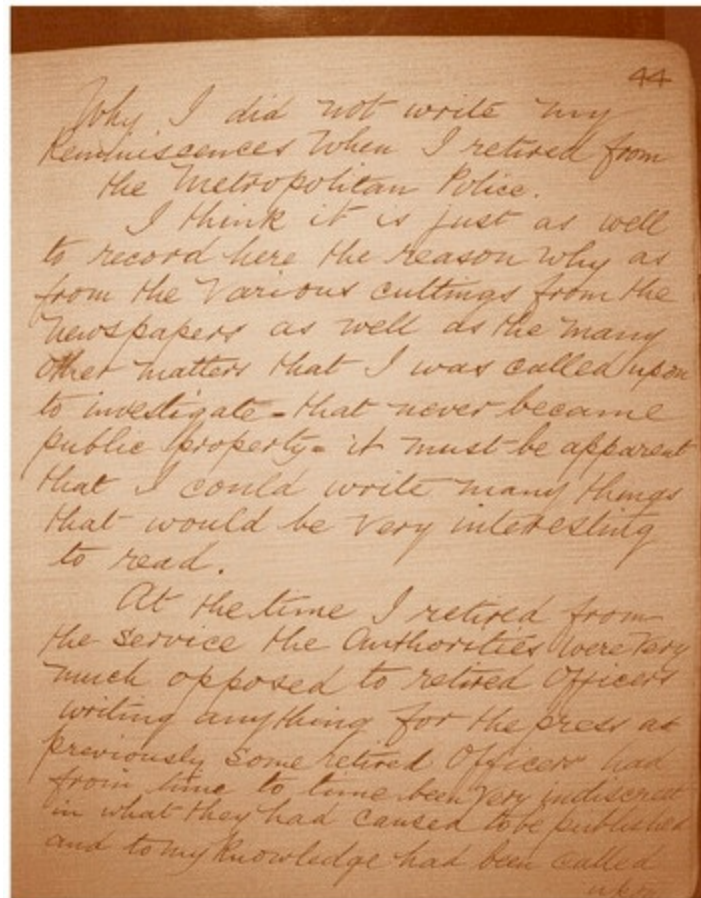 44
Why I did not write my
Reminiscences when I retired from
the Metropolitan Police.
I think it is just as well
to record here the reason why as
from the various cuttings from the
newspapers as well as the many
other matters that I was called upon
to investigate - that never became
public property - it must be apparent
that I could write many things
that would be very interesting
to read.
At the time I retired from
the service the Authorities were very
much opposed to retired Officers
writing anything for the press as
previously some retired Officers had
from time to time been very indiscreet
in what they had caused to be published
and to my knowledge had been called
upon